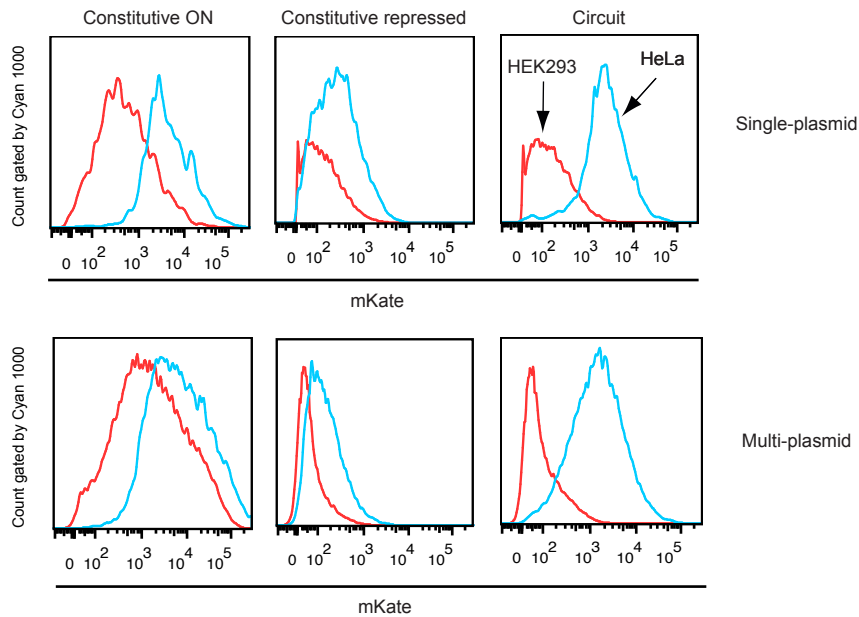 Constitutive ON
Constitutive repressed
Circuit
Count gated by Cyan 1000
HEK293
HeLa
Single-plasmid
0 10² 10³ 10⁴ 10⁵
0 10² 10³ 10⁴ 10⁵
0 10² 10³ 10⁴ 10⁵
mKate
Count gated by Cyan 1000
Multi-plasmid
0 10² 10³ 10⁴ 10⁵
0 10² 10³ 10⁴ 10⁵
0 10² 10³ 10⁴ 10⁵
mKate